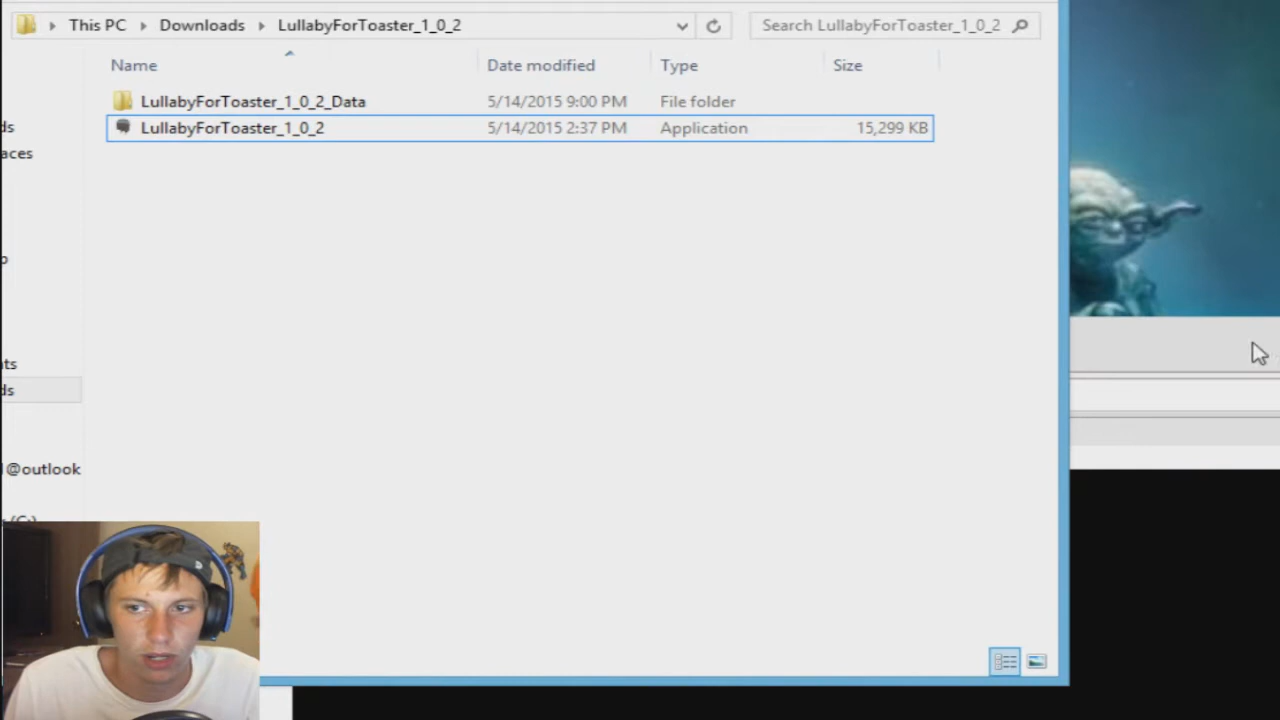 This PC Downloads LullabyForToaster_1_0_2 Search LullabyForToaster_1_0_2
Name Date modified Type Size
LullabyForToaster_1_0_2_Data 5/14/2015 9:00 PM File folder
LullabyForToaster_1_0_2 5/14/2015 2:37 PM Application 15,299 KB
ds
aces
nts
ds
@outlook